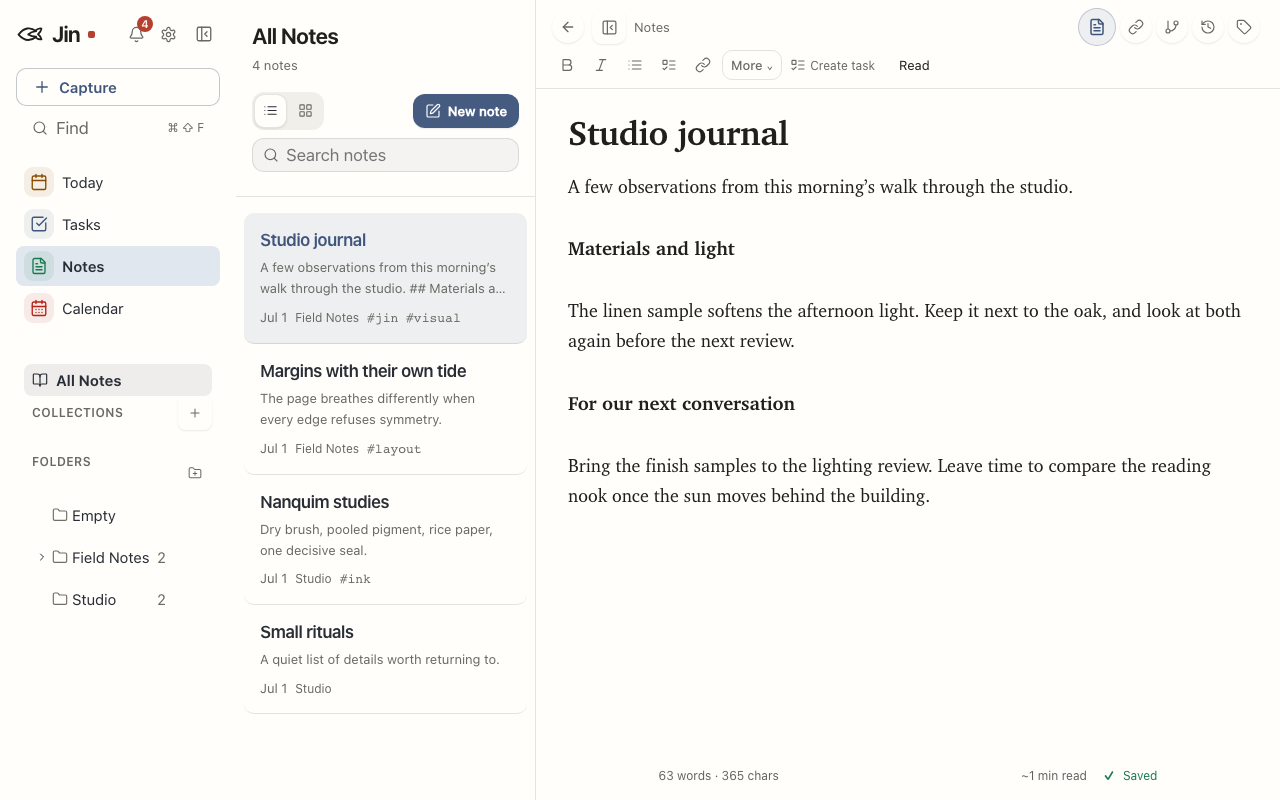 Jin
4
Capture
Find
⌘ ⇧ F
Today
Tasks
Notes
Calendar
All Notes
COLLECTIONS
FOLDERS
Empty
Field Notes 2
Studio 2
All Notes
4 notes
New note
Search notes
Studio journal
A few observations from this morning’s
walk through the studio. ## Materials a…
Jul 1 Field Notes #jin #visual
Margins with their own tide
The page breathes differently when
every edge refuses symmetry.
Jul 1 Field Notes #layout
Nanquim studies
Dry brush, pooled pigment, rice paper,
one decisive seal.
Jul 1 Studio #ink
Small rituals
A quiet list of details worth returning to.
Jul 1 Studio
Notes
B I More Create task Read
Studio journal
A few observations from this morning’s walk through the studio.
Materials and light
The linen sample softens the afternoon light. Keep it next to the oak, and look at both
again before the next review.
For our next conversation
Bring the finish samples to the lighting review. Leave time to compare the reading
nook once the sun moves behind the building.
63 words · 365 chars
~1 min read
Saved